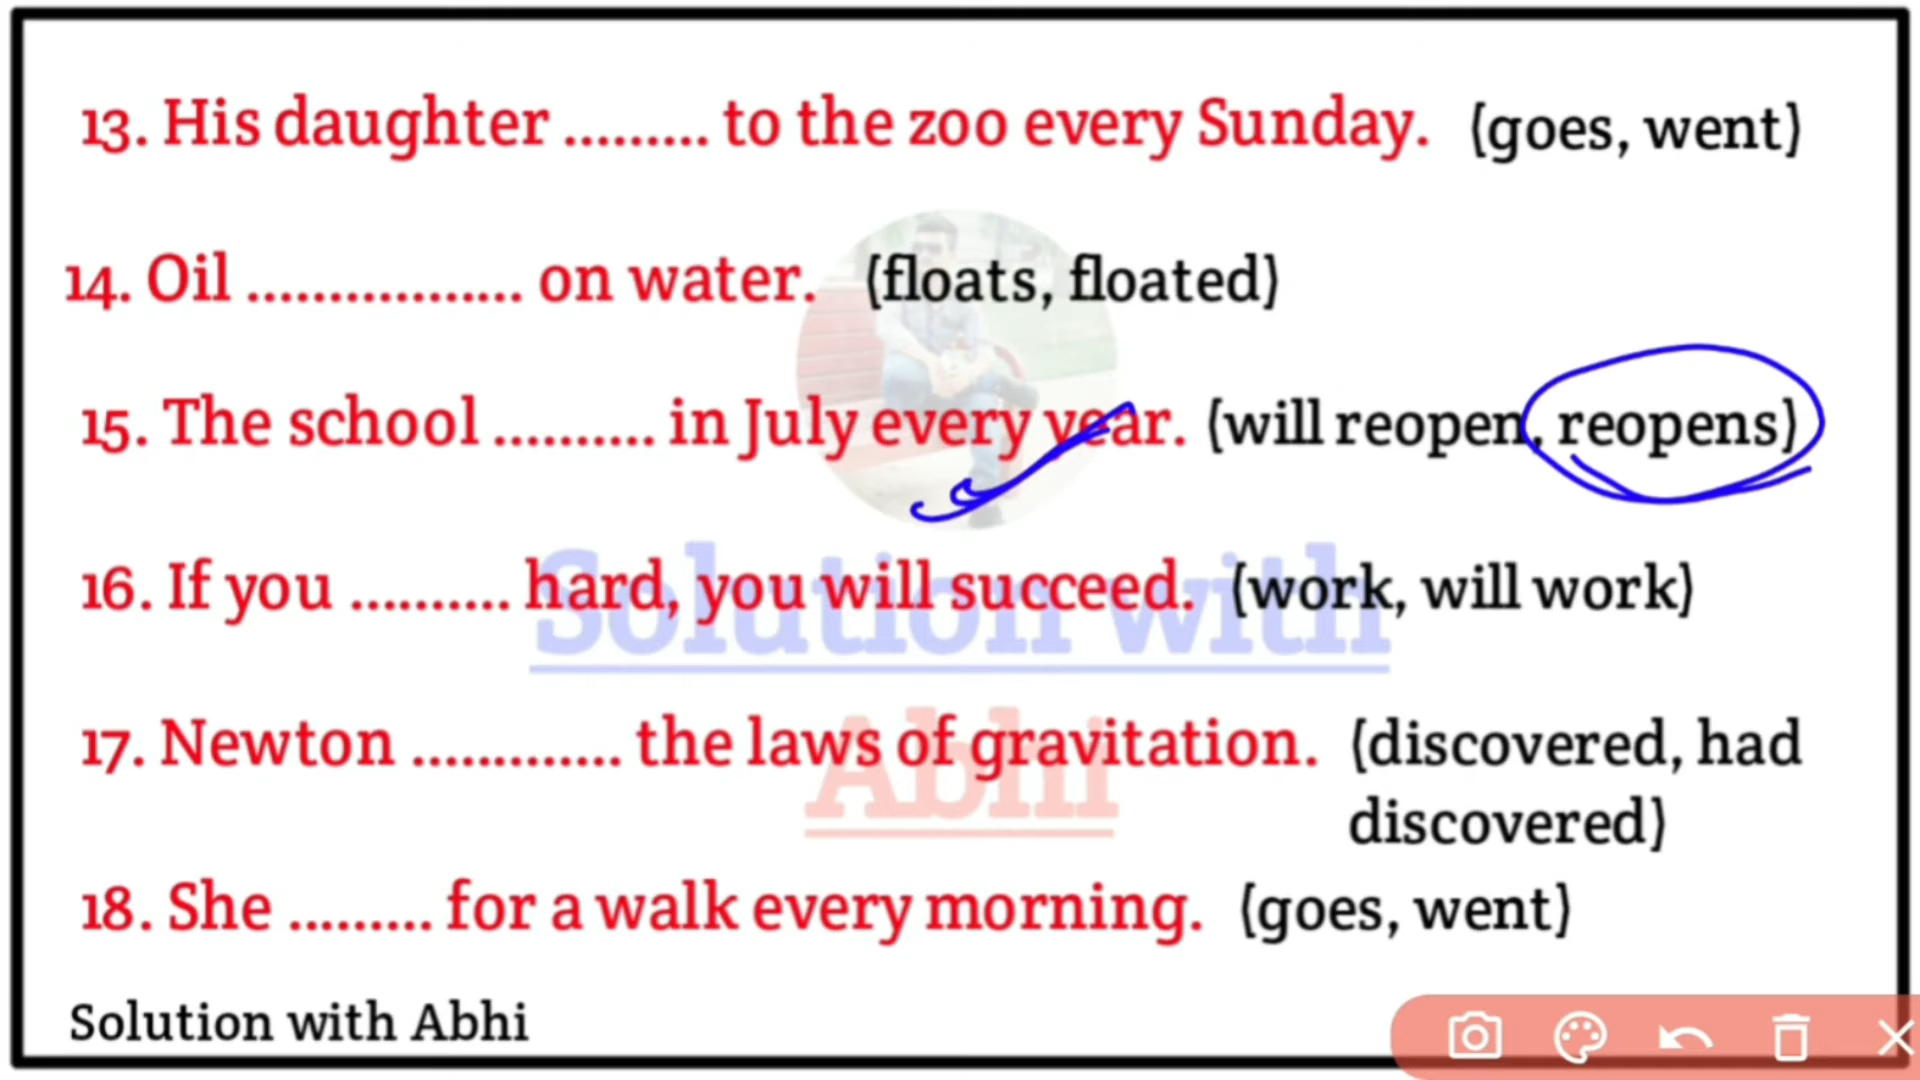 13. His daughter ......... to the zoo every Sunday. (goes, went)
14. Oil ................. on water. (floats, floated)
15. The school .......... in July every year. (will reopen, reopens)
16. If you .......... hard, you will succeed. (work, will work)
Solution with
17. Newton ............. the laws of gravitation. (discovered, had
Abhi
discovered)
18. She ......... for a walk every morning. (goes, went)
Solution with Abhi